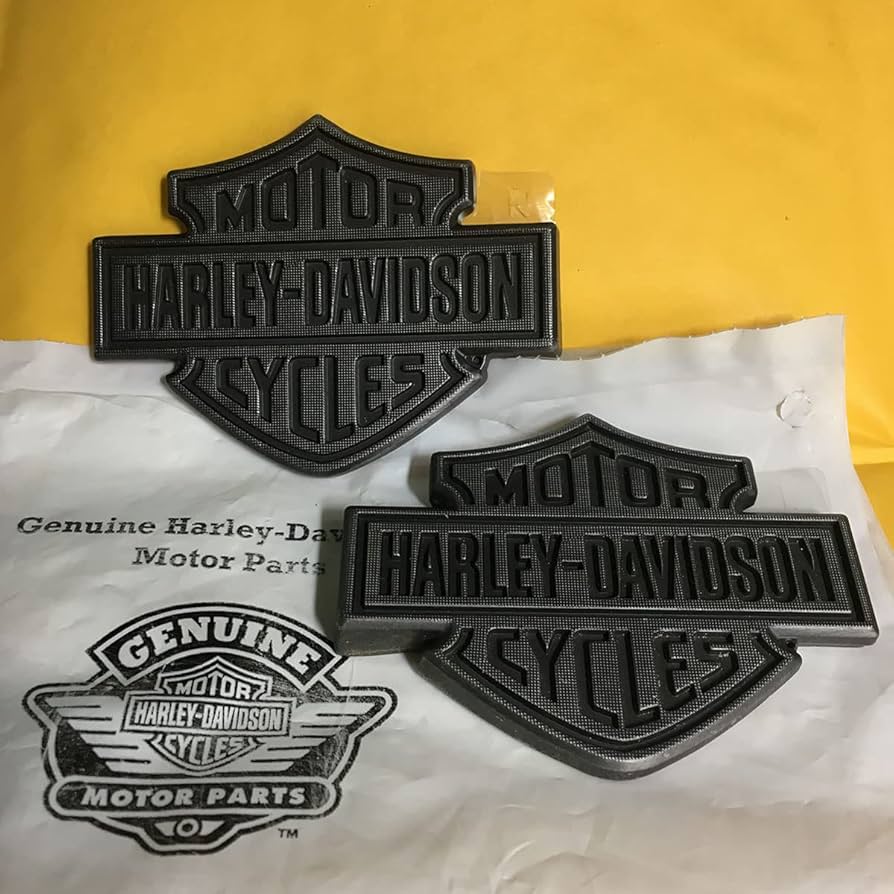 MOTOR
HARLEY-DAVIDSON
CYCLES
MOTOR
HARLEY-DAVIDSON
CYCLES
Genuine Harley-Dav
Motor Parts
GENUINE
MOTOR
HARLEY-DAVIDSON
CYCLES
MOTOR PARTS
TM